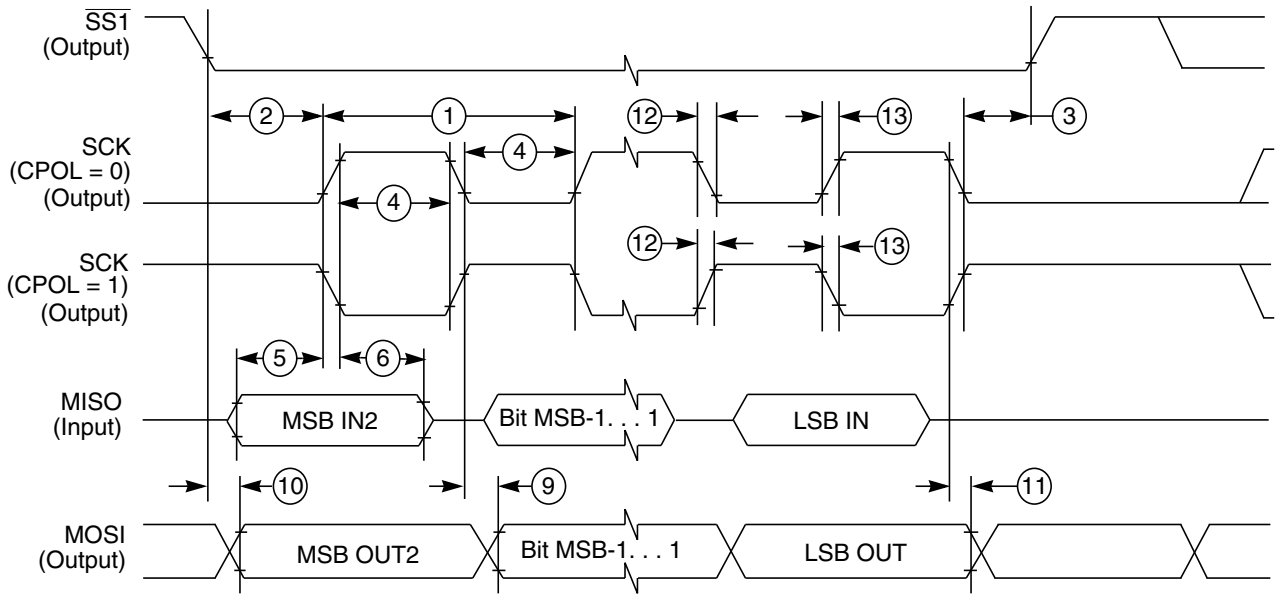 SS1
(Output)
2
1
12
13
3
SCK
(CPOL = 0)
(Output)
4
4
12
13
SCK
(CPOL = 1)
(Output)
5
6
MISO
(Input)
MSB IN2
Bit MSB-1. . . 1
LSB IN
10
9
11
MOSI
(Output)
MSB OUT2
Bit MSB-1. . . 1
LSB OUT